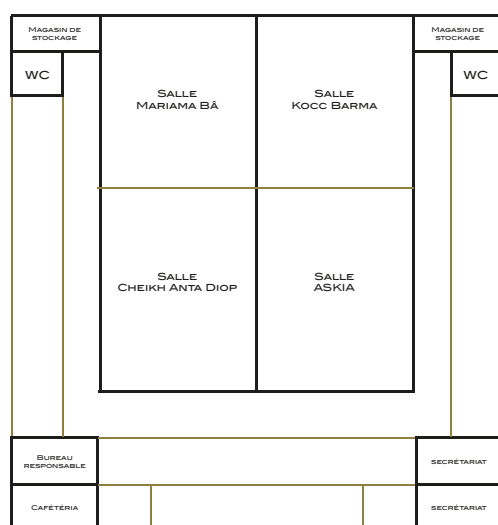 Magasin de
stockage
Magasin de
stockage
WC
WC
Salle
Mariama Bâ
Salle
Kocc Barma
Salle
Cheikh Anta Diop
Salle
ASKIA
Bureau
responsable
secrétariat
Cafétéria
secrétariat